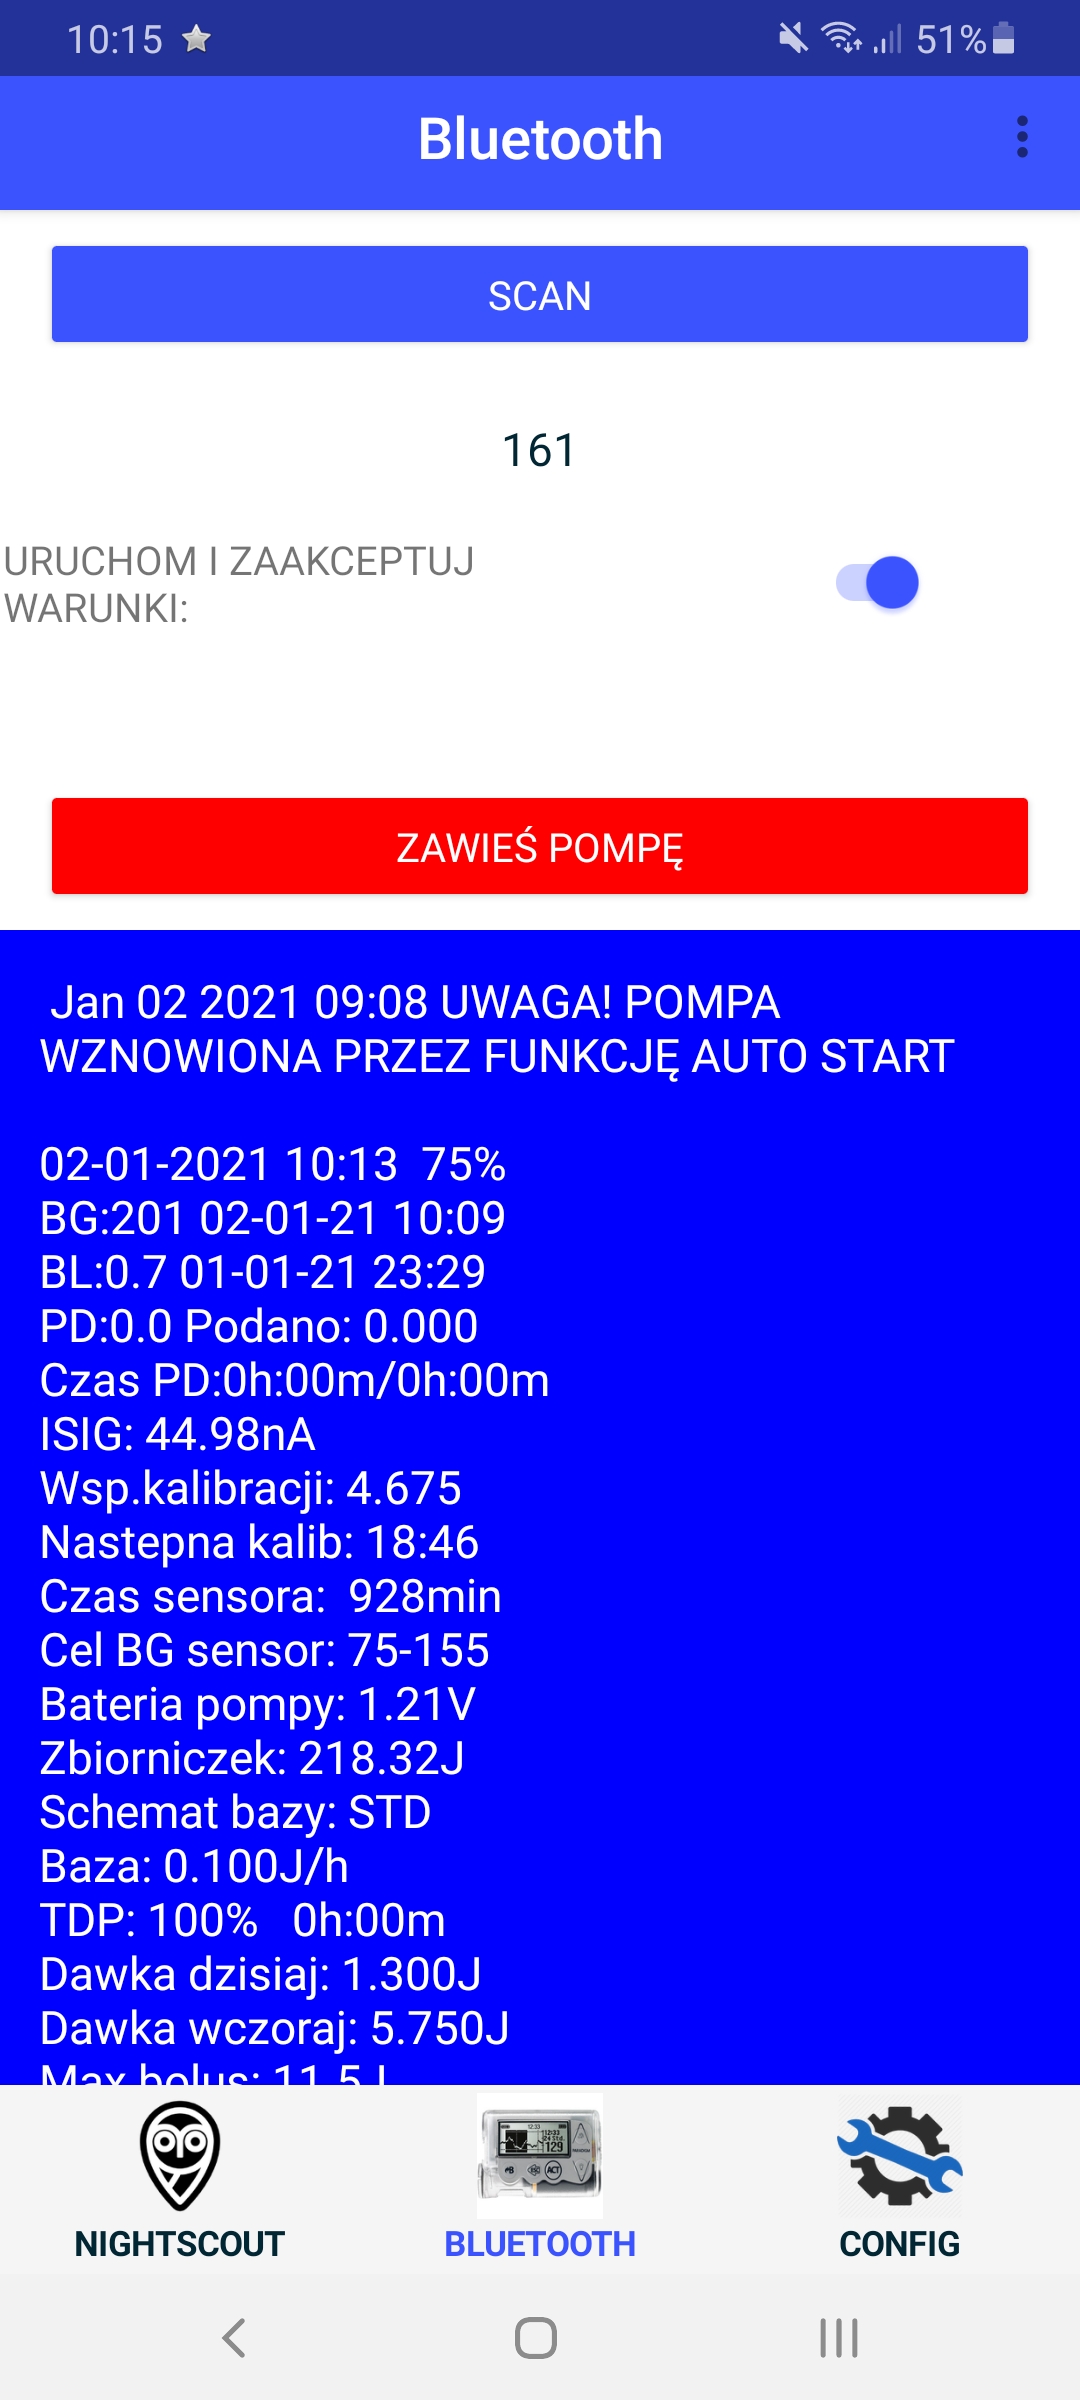 10:15
51%
Bluetooth
SCAN
161
URUCHOM I ZAAKCEPTUJ
WARUNKI:
ZAWIEŚ POMPĘ
Jan 02 2021 09:08 UWAGA! POMPA
WZNOWIONA PRZEZ FUNKCJĘ AUTO START
02-01-2021 10:13  75%
BG:201 02-01-21 10:09
BL:0.7 01-01-21 23:29
PD:0.0 Podano: 0.000
Czas PD:0h:00m/0h:00m
ISIG: 44.98nA
Wsp.kalibracji: 4.675
Nastepna kalib: 18:46
Czas sensora:  928min
Cel BG sensor: 75-155
Bateria pompy: 1.21V
Zbiorniczek: 218.32J
Schemat bazy: STD
Baza: 0.100J/h
TDP: 100%   0h:00m
Dawka dzisiaj: 1.300J
Dawka wczoraj: 5.750J
Max bolus: 11.5J
NIGHTSCOUT
BLUETOOTH
CONFIG